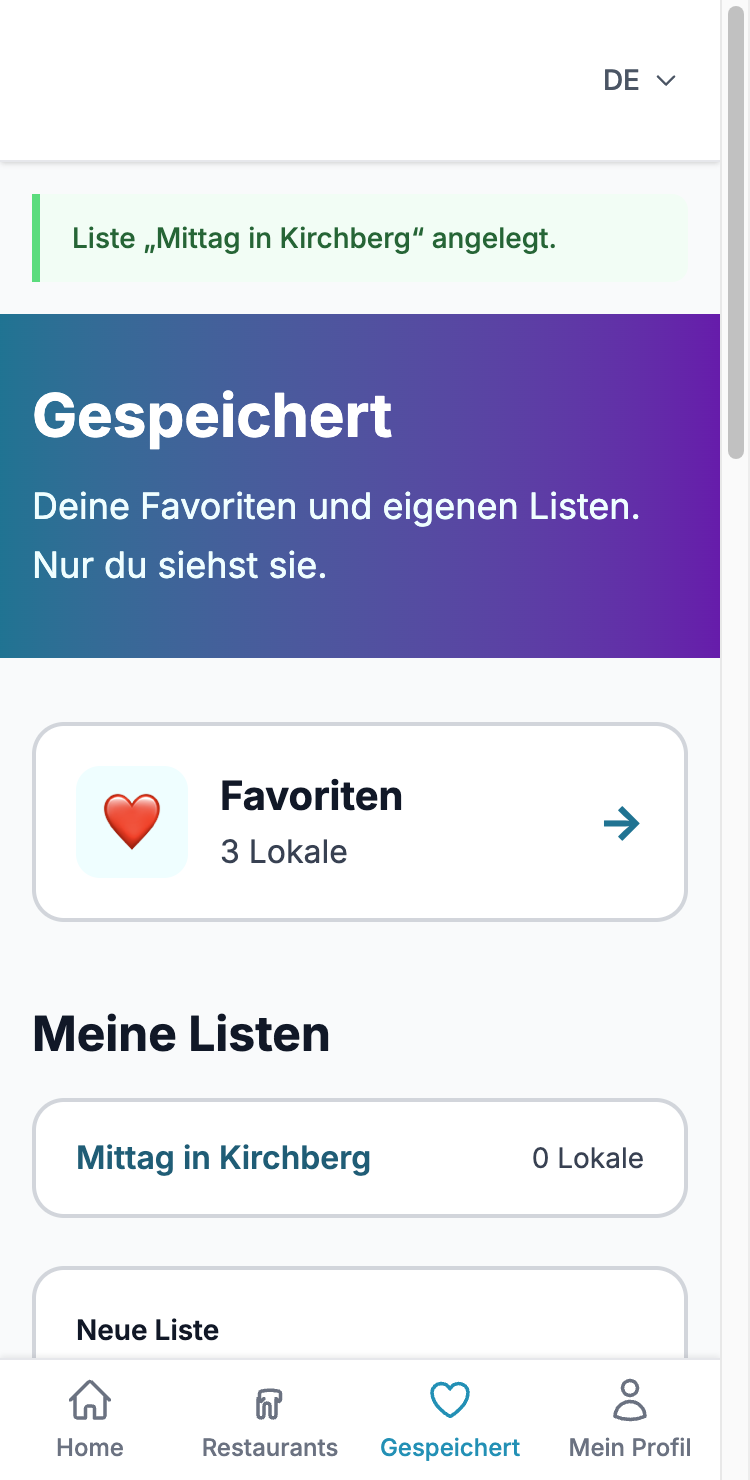 DE
Liste „Mittag in Kirchberg“ angelegt.
Gespeichert
Deine Favoriten und eigenen Listen.
Nur du siehst sie.
Favoriten
3 Lokale
Meine Listen
Mittag in Kirchberg
0 Lokale
Neue Liste
Home
Restaurants
Gespeichert
Mein Profil